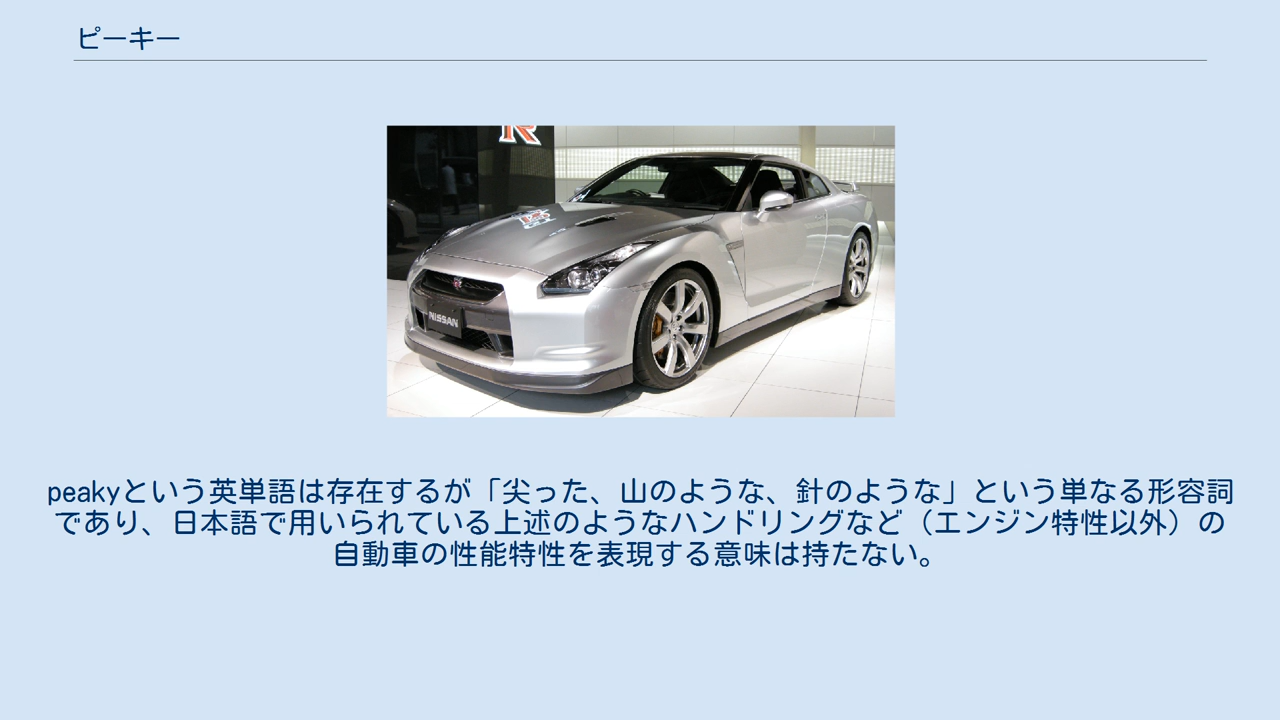 ピーキー
R
NISSAN
peakyという英単語は存在するが「尖った、山のような、針のような」という単なる形容詞
であり、日本語で用いられている上述のようなハンドリングなど（エンジン特性以外）の
自動車の性能特性を表現する意味は持たない。